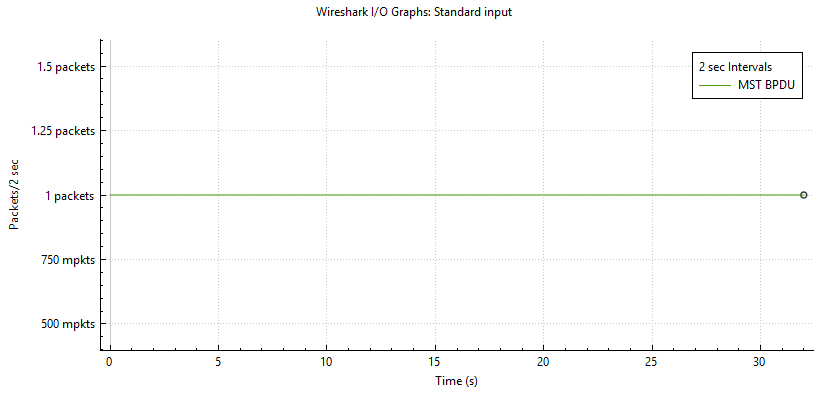 Wireshark I/O Graphs: Standard input
2 sec Intervals
MST BPDU
Packets/2 sec
1.5 packets
1.25 packets
1 packets
750 mpkts
500 mpkts
0 5 10 15 20 25 30
Time (s)